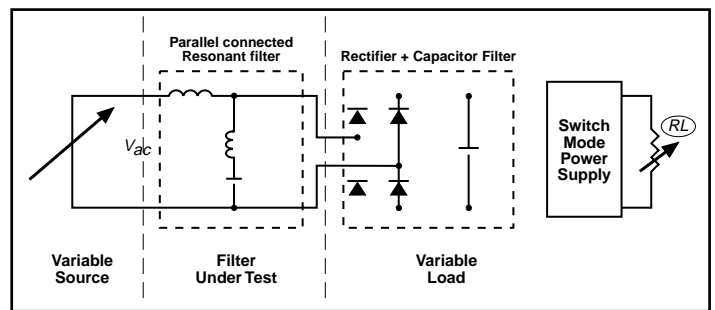 Parallel connected
Resonant filter
Rectifier + Capacitor Filter
Vac
Switch
Mode
Power
Supply
RL
Variable
Source
Filter
Under Test
Variable
Load